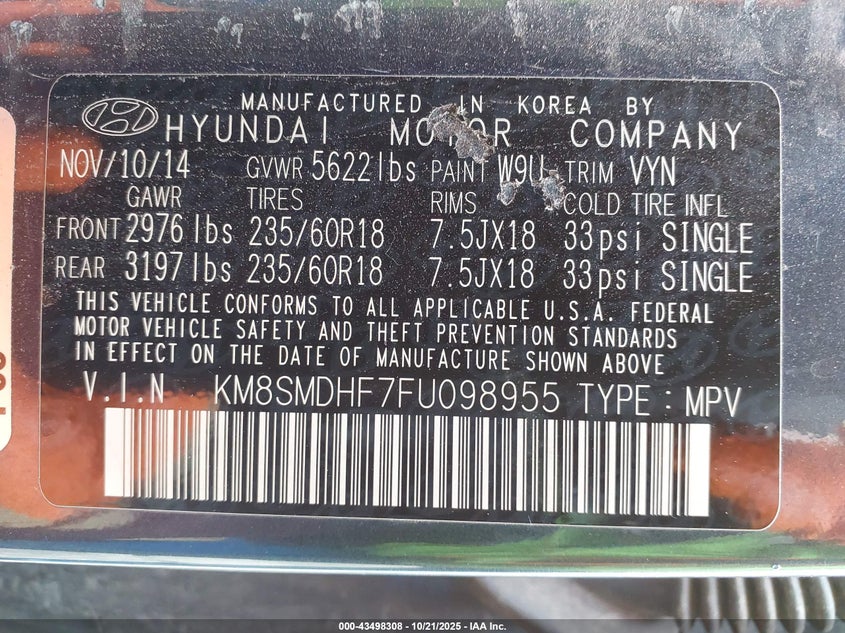 MANUFACTURED IN KOREA BY
HYUNDAI MOTOR COMPANY
NOV/10/14 GVWR 5622lbs PAINT W9U TRIM VYN
GAWR TIRES RIMS COLD TIRE INFL
FRONT 2976lbs 235/60R18 7.5JX18 33psi SINGLE
REAR 3197lbs 235/60R18 7.5JX18 33psi SINGLE
THIS VEHICLE CONFORMS TO ALL APPLICABLE U.S.A. FEDERAL
MOTOR VEHICLE SAFETY AND THEFT PREVENTION STANDARDS
IN EFFECT ON THE DATE OF MANUFACTURE SHOWN ABOVE
V.I.N KM8SMDHF7FU098955 TYPE : MPV
000-43498308 - 10/21/2025 - IAA Inc.